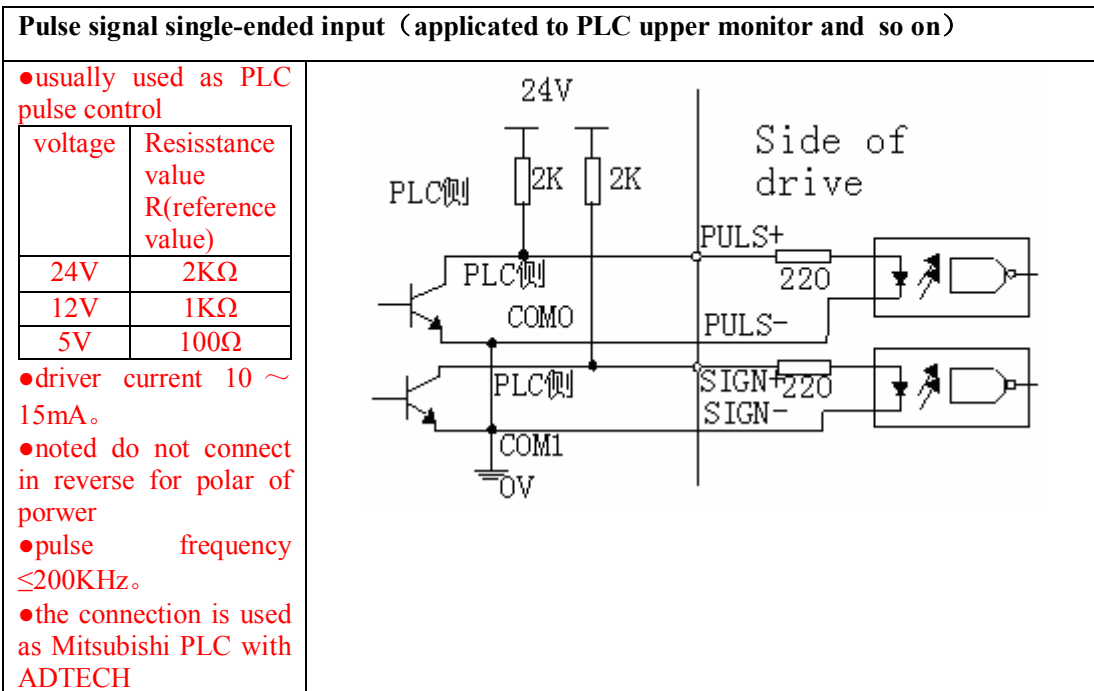 Pulse signal single-ended input（applicated to PLC upper monitor and so on）
●usually used as PLC
pulse control
voltage Resisstance
value
R(reference
value)
24V 2KΩ
12V 1KΩ
5V 100Ω
●driver current 10 ～
15mA。
●noted do not connect
in reverse for polar of
porwer
●pulse frequency
≤200KHz。
●the connection is used
as Mitsubishi PLC with
ADTECH
24V
Side of
drive
PLC侧
2K
2K
PULS+
220
PLC侧
COM0
PULS-
PLC侧
SIGN+
220
SIGN-
COM1
0V